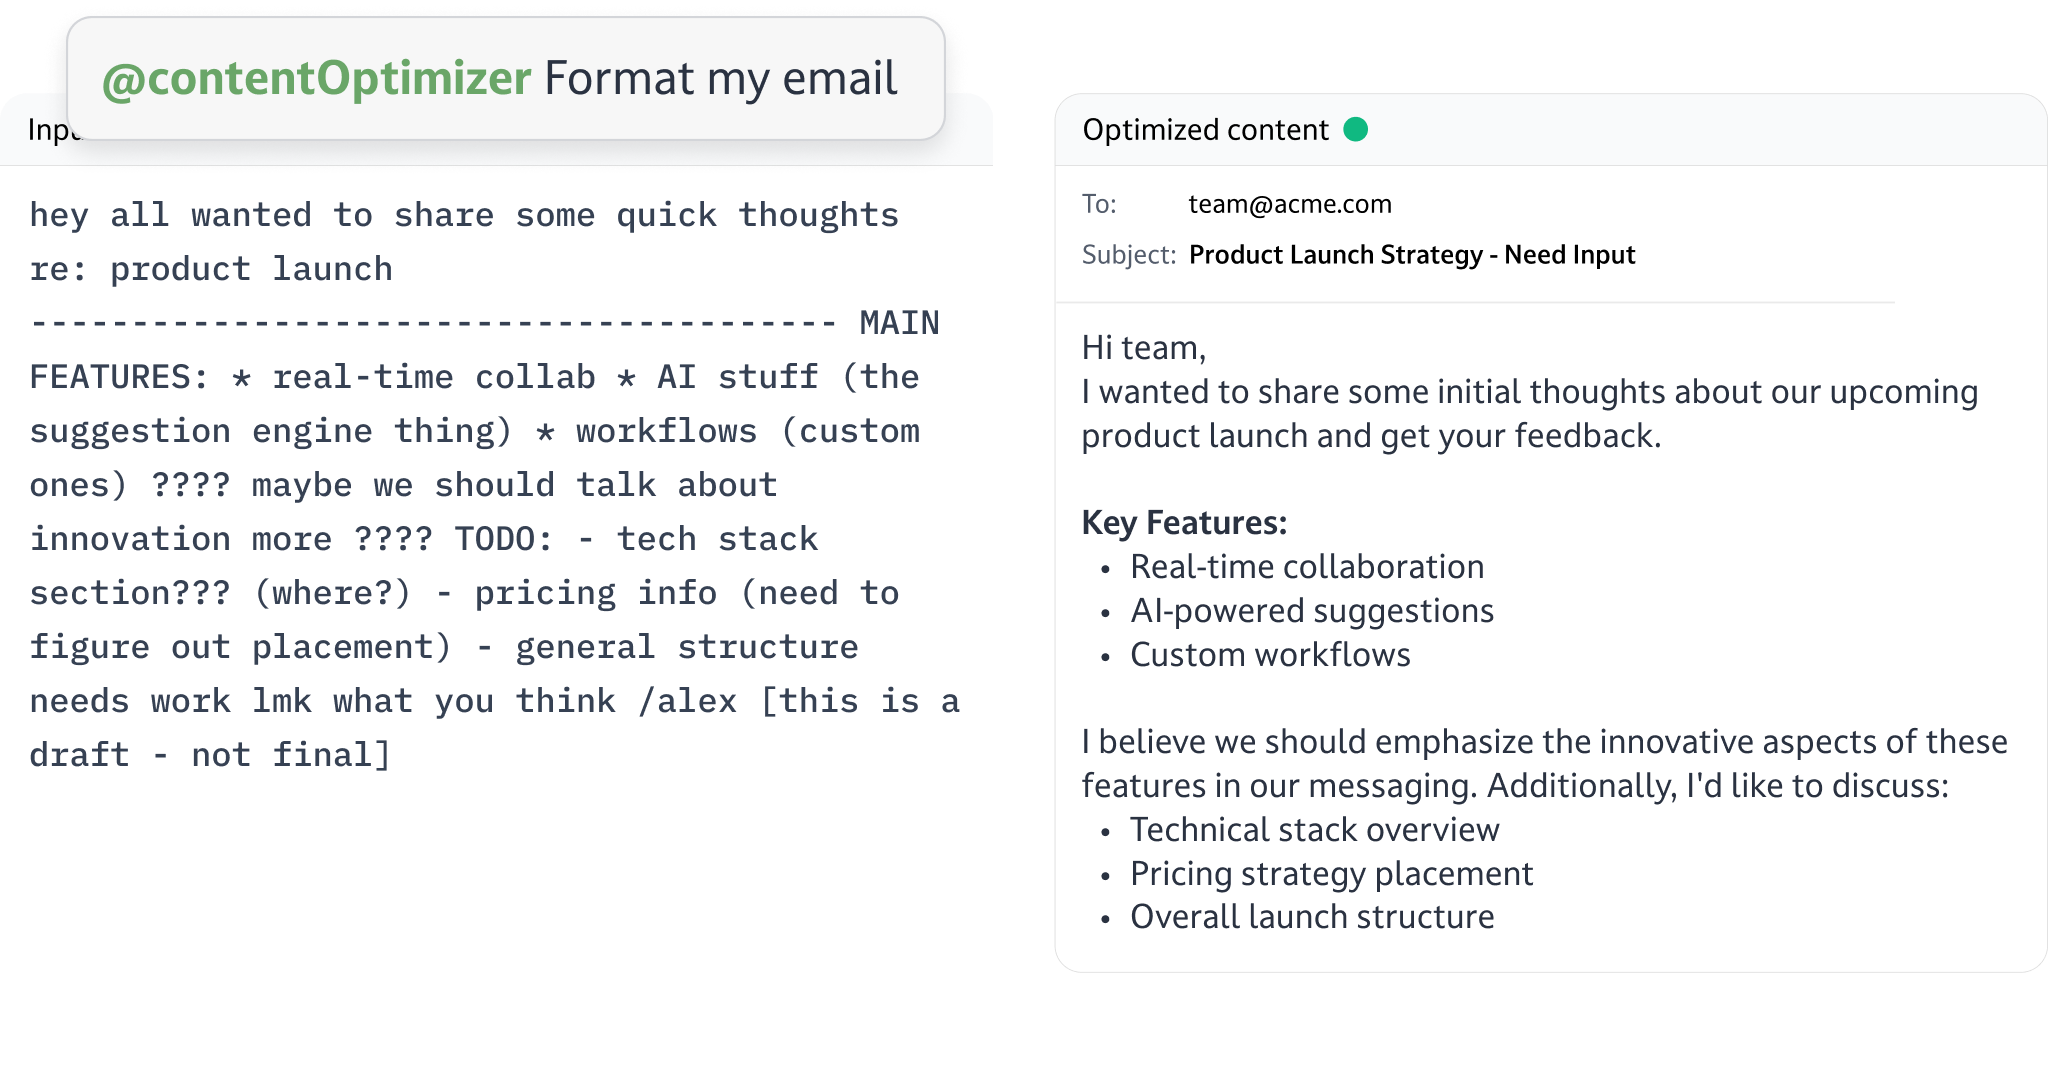 @contentOptimizer Format my email
hey all wanted to share some quick thoughts
re: product launch
---------------------------------------- MAIN
FEATURES: * real-time collab * AI stuff (the
suggestion engine thing) * workflows (custom
ones) ???? maybe we should talk about
innovation more ???? TODO: - tech stack
section??? (where?) - pricing info (need to
figure out placement) - general structure
needs work lmk what you think /alex [this is a
draft - not final]
Optimized content
To: team@acme.com
Subject: Product Launch Strategy - Need Input
Hi team,
I wanted to share some initial thoughts about our upcoming
product launch and get your feedback.
Key Features:
• Real-time collaboration
• AI-powered suggestions
• Custom workflows
I believe we should emphasize the innovative aspects of these
features in our messaging. Additionally, I'd like to discuss:
• Technical stack overview
• Pricing strategy placement
• Overall launch structure